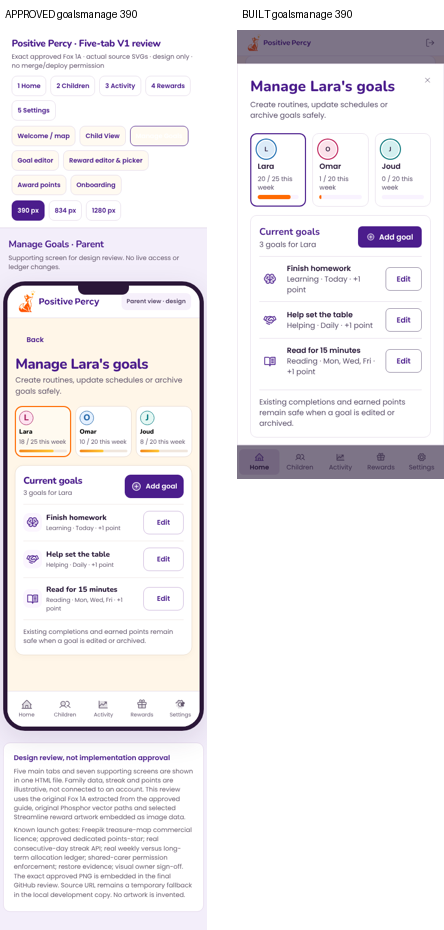 APPROVED goalsmanage 390
Positive Percy · Five-tab V1 review
Exact approved Fox 1A · actual source SVGs · design only ·
no merge/deploy permission
1 Home
2 Children
3 Activity
4 Rewards
5 Settings
Welcome / map
Child View
Goal editor
Reward editor & picker
Award points
Onboarding
390 px
834 px
1280 px
Manage Goals · Parent
Supporting screen for design review. No live access or
ledger changes.
Positive Percy
Parent view · design
Back
Manage Lara's goals
Create routines, update schedules or archive
goals safely.
L
Lara
18 / 25 this week
O
Omar
10 / 20 this week
J
Joud
8 / 20 this week
Current goals
3 goals for Lara
Add goal
Finish homework
Learning · Today · +1 point
Edit
Help set the table
Helping · Daily · +1 point
Edit
Read for 15 minutes
Reading · Mon, Wed, Fri · +1
point
Edit
Existing completions and earned points remain
safe when a goal is edited or archived.
Home
Children
Activity
Rewards
Settings
Design review, not implementation approval
Five main tabs and seven supporting screens are shown
in one HTML file. Family data, streak and points are
illustrative, not connected to an account. This review
uses the original Fox 1A extracted from the approved
guide, original Phosphor vector paths and selected
Streamline reward artwork embedded as image data.
Known launch gates: Freepik treasure-map commercial
licence; approved dedicated points-star; real
consecutive-day streak API; real weekly versus long-
term allocation ledger; shared-carer permission
enforcement; restore evidence; visual owner sign-off.
The exact approved PNG is embedded in the final
GitHub review. Source URL remains a temporary fallback
in the local development copy. No artwork is invented.
BUILT goalsmanage 390
Positive Percy
Manage Lara's goals
Create routines, update schedules or
archive goals safely.
L
Lara
20 / 25 this
week
O
Omar
1 / 20 this
week
J
Joud
0 / 20 this
week
Current goals
3 goals for Lara
Add goal
Finish homework
Learning · Today · +1
point
Edit
Help set the table
Helping · Daily · +1 point
Edit
Read for 15 minutes
Reading · Mon, Wed, Fri ·
+1 point
Edit
Existing completions and earned points
remain safe when a goal is edited or
archived.
Home
Children
Activity
Rewards
Settings